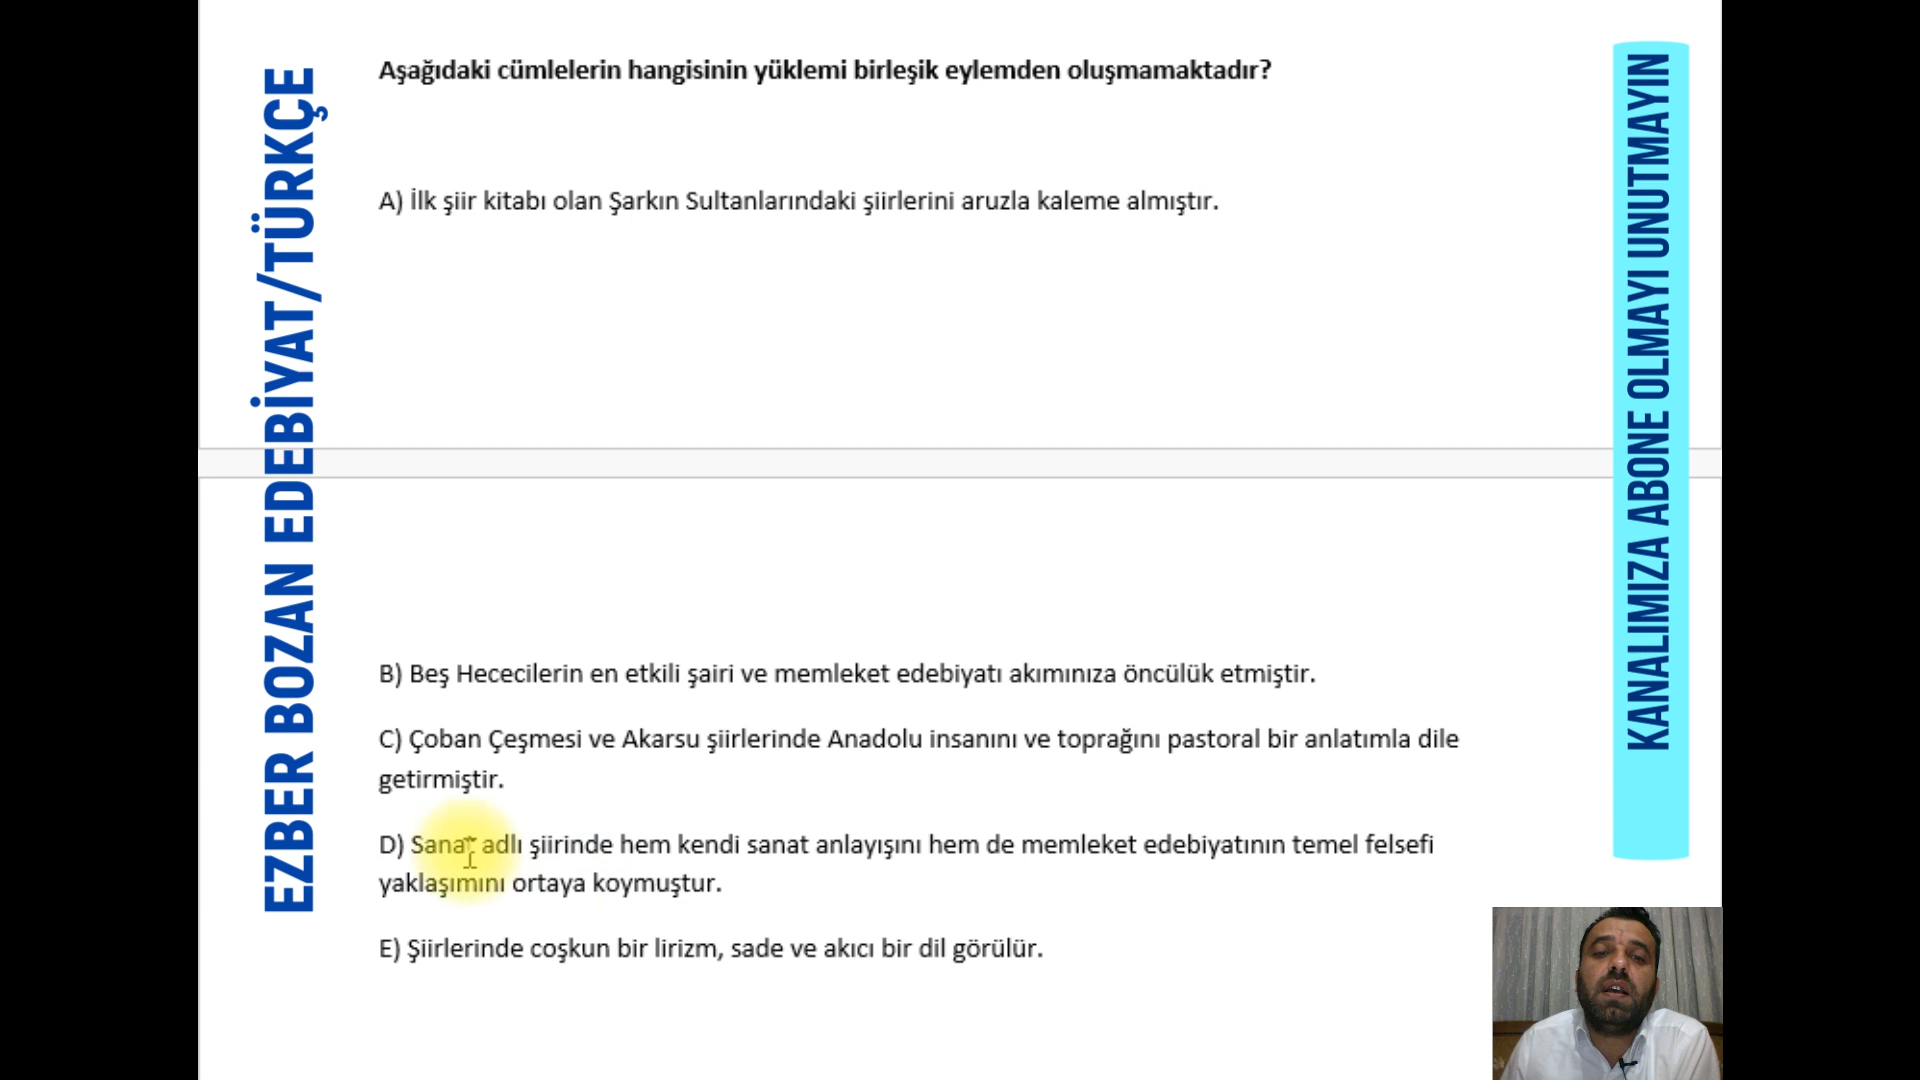 EZBER BOZAN EDEBİYAT/TÜRKÇE
Aşağıdaki cümlelerin hangisinin yüklemi birleşik eylemden oluşmamaktadır?
A) İlk şiir kitabı olan Şarkın Sultanlarındaki şiirlerini aruzla kaleme almıştır.
B) Beş Hececilerin en etkili şairi ve memleket edebiyatı akımınıza öncülük etmiştir.
C) Çoban Çeşmesi ve Akarsu şiirlerinde Anadolu insanını ve toprağını pastoral bir anlatımla dile
getirmiştir.
D) Sanat adlı şiirinde hem kendi sanat anlayışını hem de memleket edebiyatının temel felsefi
yaklaşımını ortaya koymuştur.
E) Şiirlerinde coşkun bir lirizm, sade ve akıcı bir dil görülür.
KANALIMIZA ABONE OLMAYI UNUTMAYIN